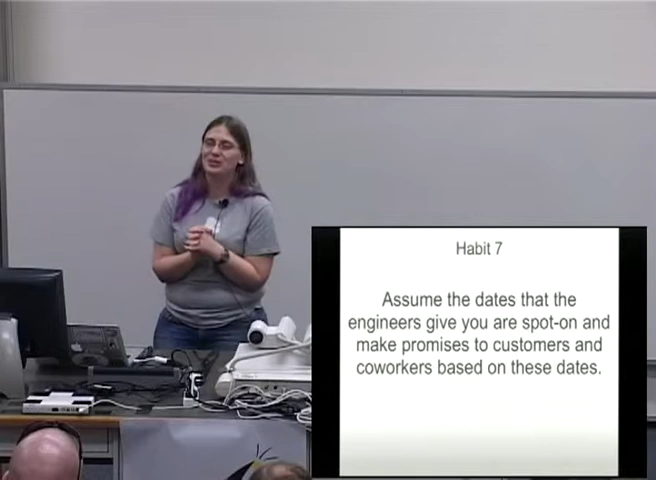 Habit 7
Assume the dates that the
engineers give you are spot-on and
make promises to customers and
coworkers based on these dates.